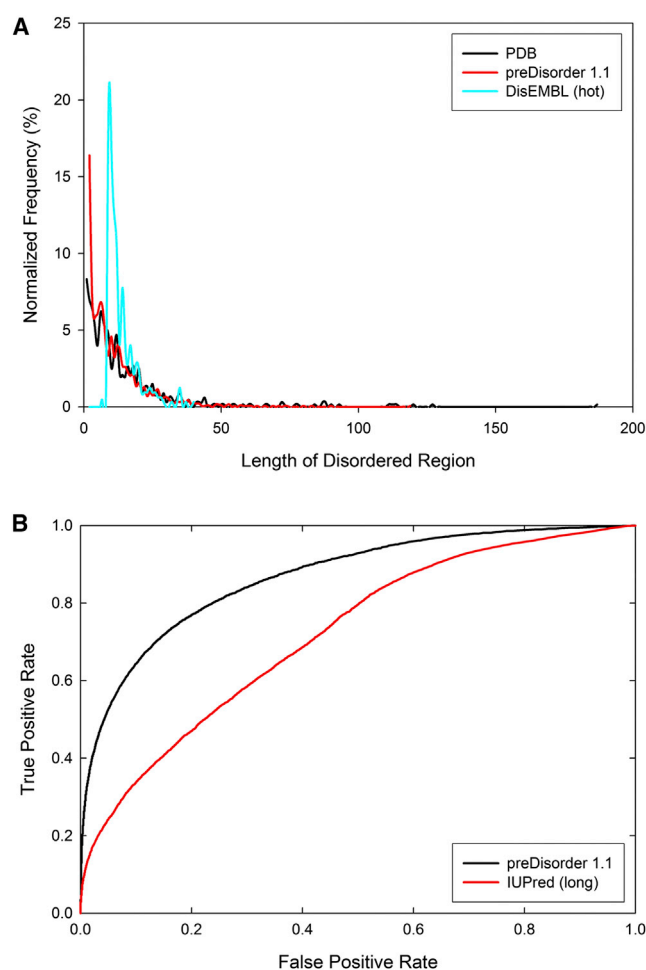 A
25
20
15
10
5
0
Normalized Frequency (%)
PDB
preDisorder 1.1
DisEMBL (hot)
0
50
100
150
200
Length of Disordered Region
B
1.0
0.8
0.6
0.4
0.2
0.0
True Positive Rate
preDisorder 1.1
IUPred (long)
0.0
0.2
0.4
0.6
0.8
1.0
False Positive Rate